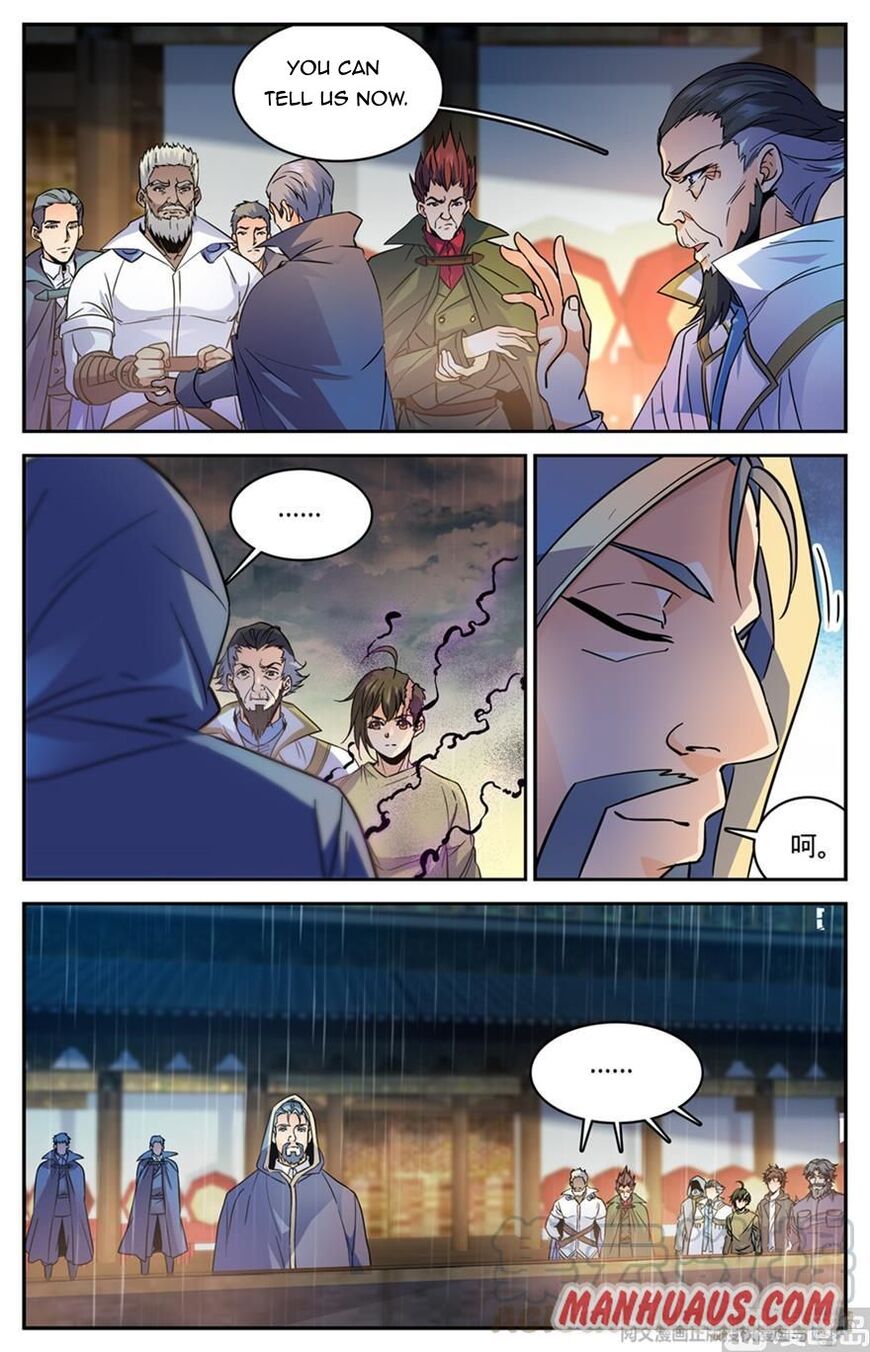 YOU CAN
TELL US NOW.
......
呵。
......
MANHUAUS.COM